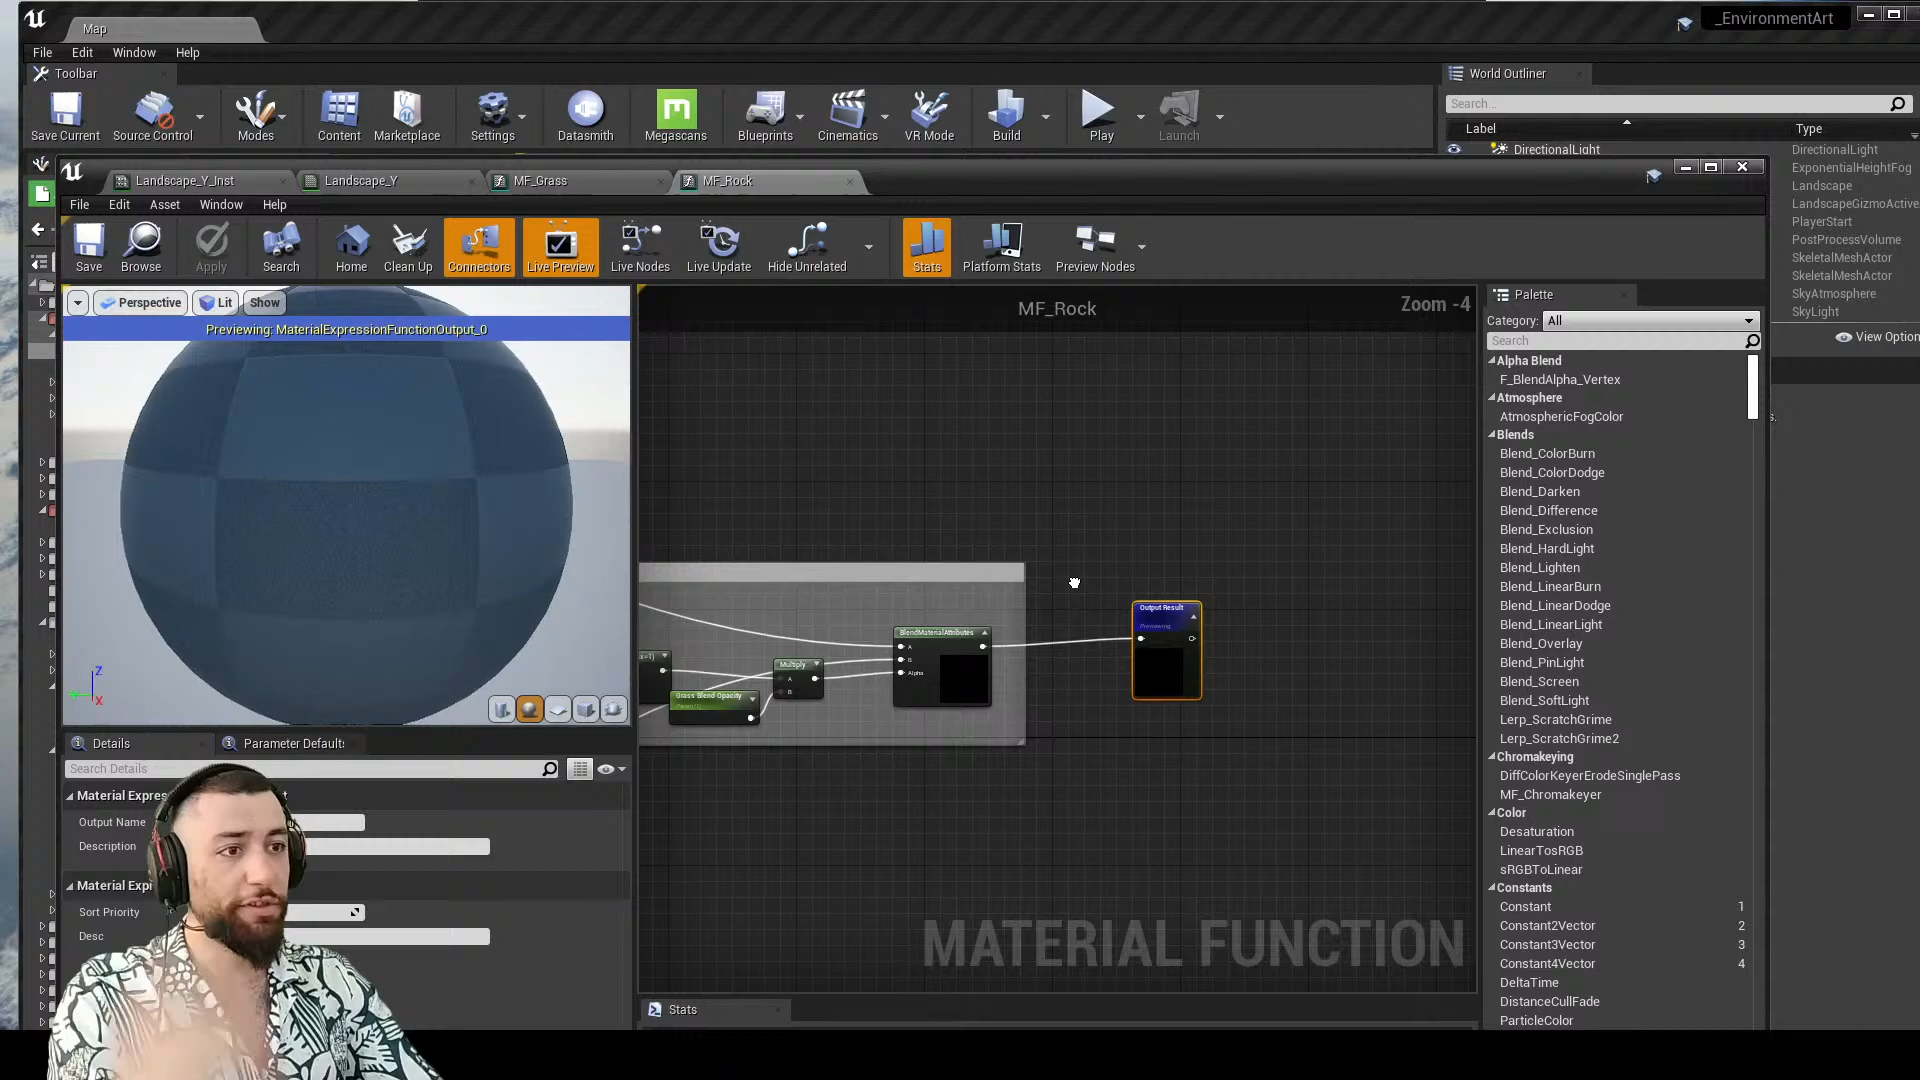 Map
_EnvironmentArt
File Edit Window Help
Toolbar
World Outliner
Search...
Save Current
Source Control
Modes
Content
Marketplace
Settings
Datasmith
Megascans
Blueprints
Cinematics
VR Mode
Build
Play
Launch
Label
Type
DirectionalLight
DirectionalLight
ExponentialHeightFog
Landscape
LandscapeGizmoActive
PlayerStart
PostProcessVolume
SkeletalMeshActor
SkeletalMeshActor
SkyAtmosphere
SkyLight
View Option
Landscape_Y_Inst
Landscape_Y
MF_Grass
MF_Rock
File Edit Asset Window Help
Save
Browse
Apply
Search
Home
Clean Up
Connectors
Live Preview
Live Nodes
Live Update
Hide Unrelated
Stats
Platform Stats
Preview Nodes
Perspective
Lit
Show
Previewing: MaterialExpressionFunctionOutput_0
Z
X
MF_Rock
Zoom -4
BlendMaterialAttributes
A
B
Alpha
Multiply
A
B
Grass Blend Opacity
Output Result
Previewing
MATERIAL FUNCTION
Stats
Details
Parameter Defaults
Search Details
Material Expres
Output Name
Description
Material Expr
Sort Priority
Desc
Palette
Category: All
Search
Alpha Blend
F_BlendAlpha_Vertex
Atmosphere
AtmosphericFogColor
Blends
Blend_ColorBurn
Blend_ColorDodge
Blend_Darken
Blend_Difference
Blend_Exclusion
Blend_HardLight
Blend_Lighten
Blend_LinearBurn
Blend_LinearDodge
Blend_LinearLight
Blend_Overlay
Blend_PinLight
Blend_Screen
Blend_SoftLight
Lerp_ScratchGrime
Lerp_ScratchGrime2
Chromakeying
DiffColorKeyerErodeSinglePass
MF_Chromakeyer
Color
Desaturation
LinearTosRGB
sRGBToLinear
Constants
Constant 1
Constant2Vector 2
Constant3Vector 3
Constant4Vector 4
DeltaTime
DistanceCullFade
ParticleColor